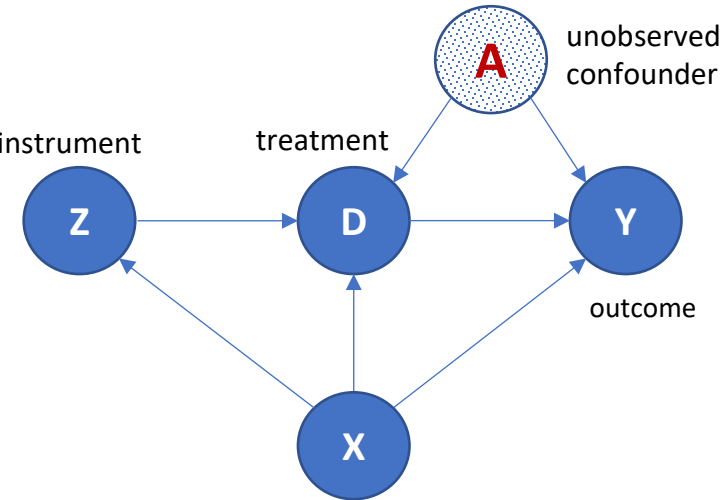 A
unobserved
confounder
instrument
treatment
Z
D
Y
outcome
X